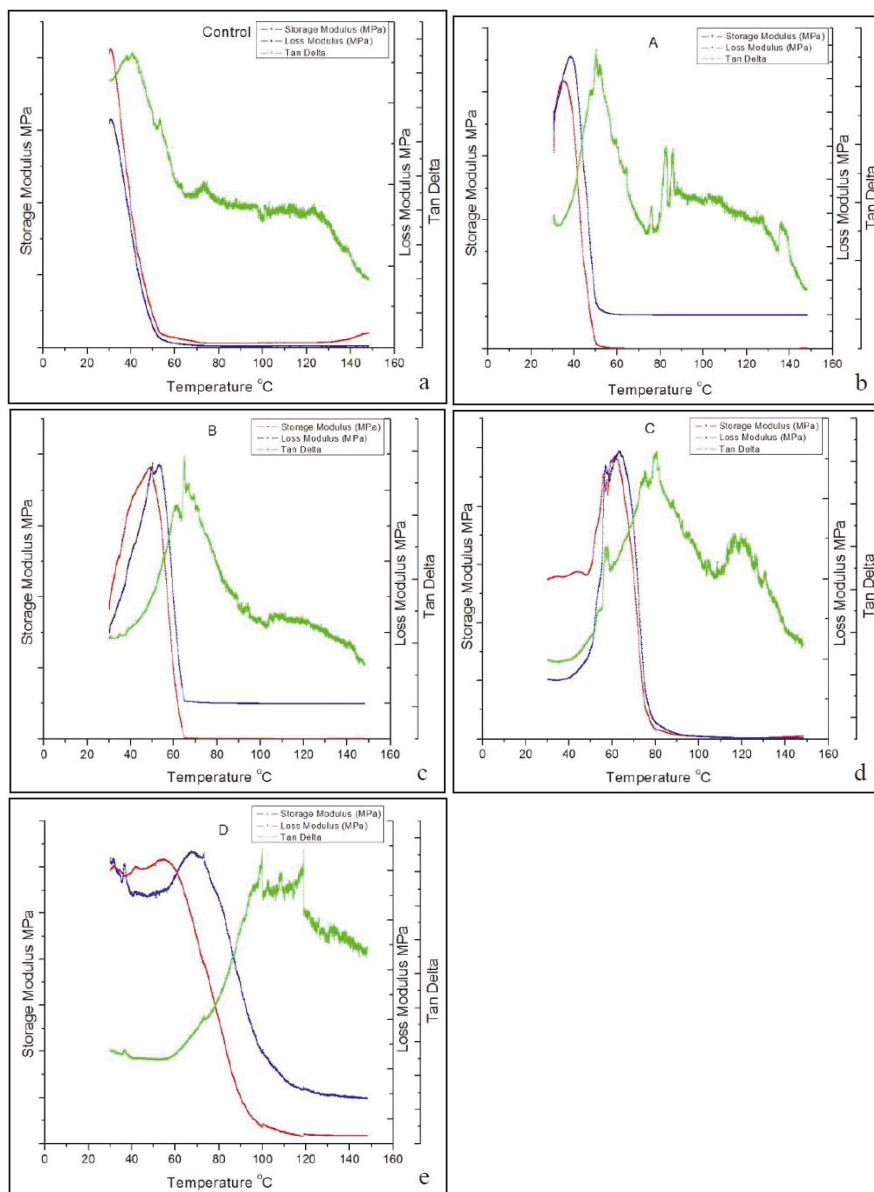 Control
Storage Modulus (MPa)
Loss Modulus (MPa)
Tan Delta
Storage Modulus MPa
Loss Modulus MPa
Tan Delta
0 20 40 60 80 100 120 140 160
Temperature °C
a
A
Storage Modulus (MPa)
Loss Modulus (MPa)
Tan Delta
Storage Modulus MPa
Loss Modulus MPa
Tan Delta
0 20 40 60 80 100 120 140 160
Temperature °C
b
B
Storage Modulus (MPa)
Loss Modulus (MPa)
Tan Delta
Storage Modulus MPa
Loss Modulus MPa
Tan Delta
0 20 40 60 80 100 120 140 160
Temperature °C
c
C
Storage Modulus (MPa)
Loss Modulus (MPa)
Tan Delta
Storage Modulus MPa
Loss Modulus MPa
Tan Delta
0 20 40 60 80 100 120 140 160
Temperature °C
d
D
Storage Modulus (MPa)
Loss Modulus (MPa)
Tan Delta
Storage Modulus MPa
Loss Modulus MPa
Tan Delta
0 20 40 60 80 100 120 140 160
Temperature °C
e